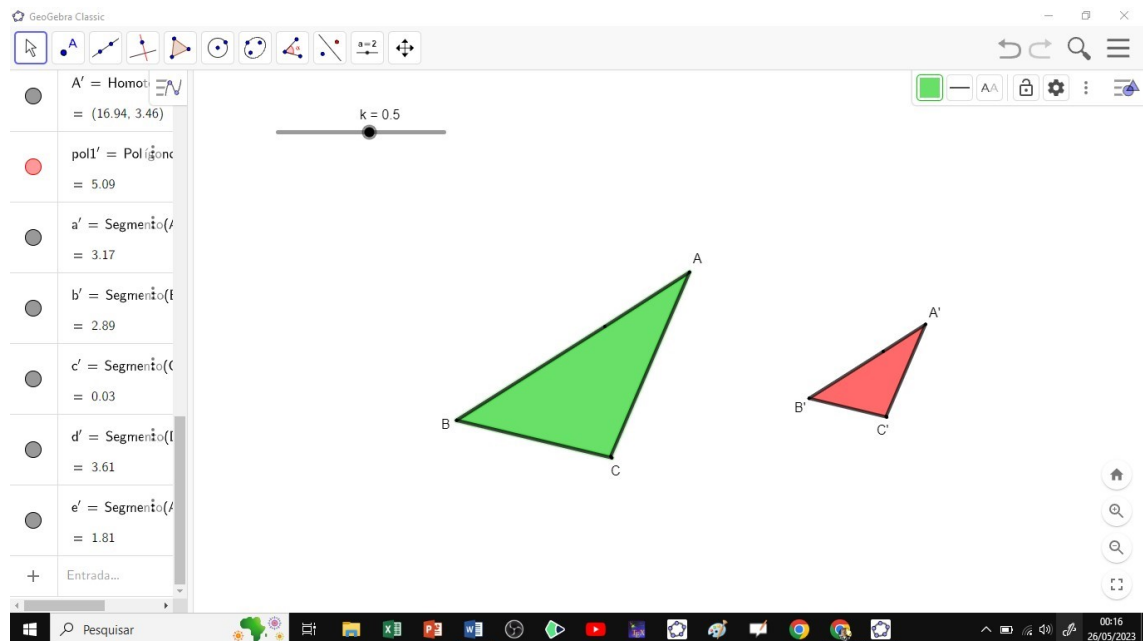 GeoGebra Classic
a=2
A' = Homot
= (16.94, 3.46)
pol1' = Polígono
= 5.09
a' = Segmento(A
= 3.17
b' = Segmento(B
= 2.89
c' = Segmento(C
= 0.03
d' = Segmento(D
= 3.61
e' = Segmento(A
= 1.81
Entrada...
AA
k = 0.5
A
B
C
A'
B'
C'
Pesquisar
00:16
26/05/2023